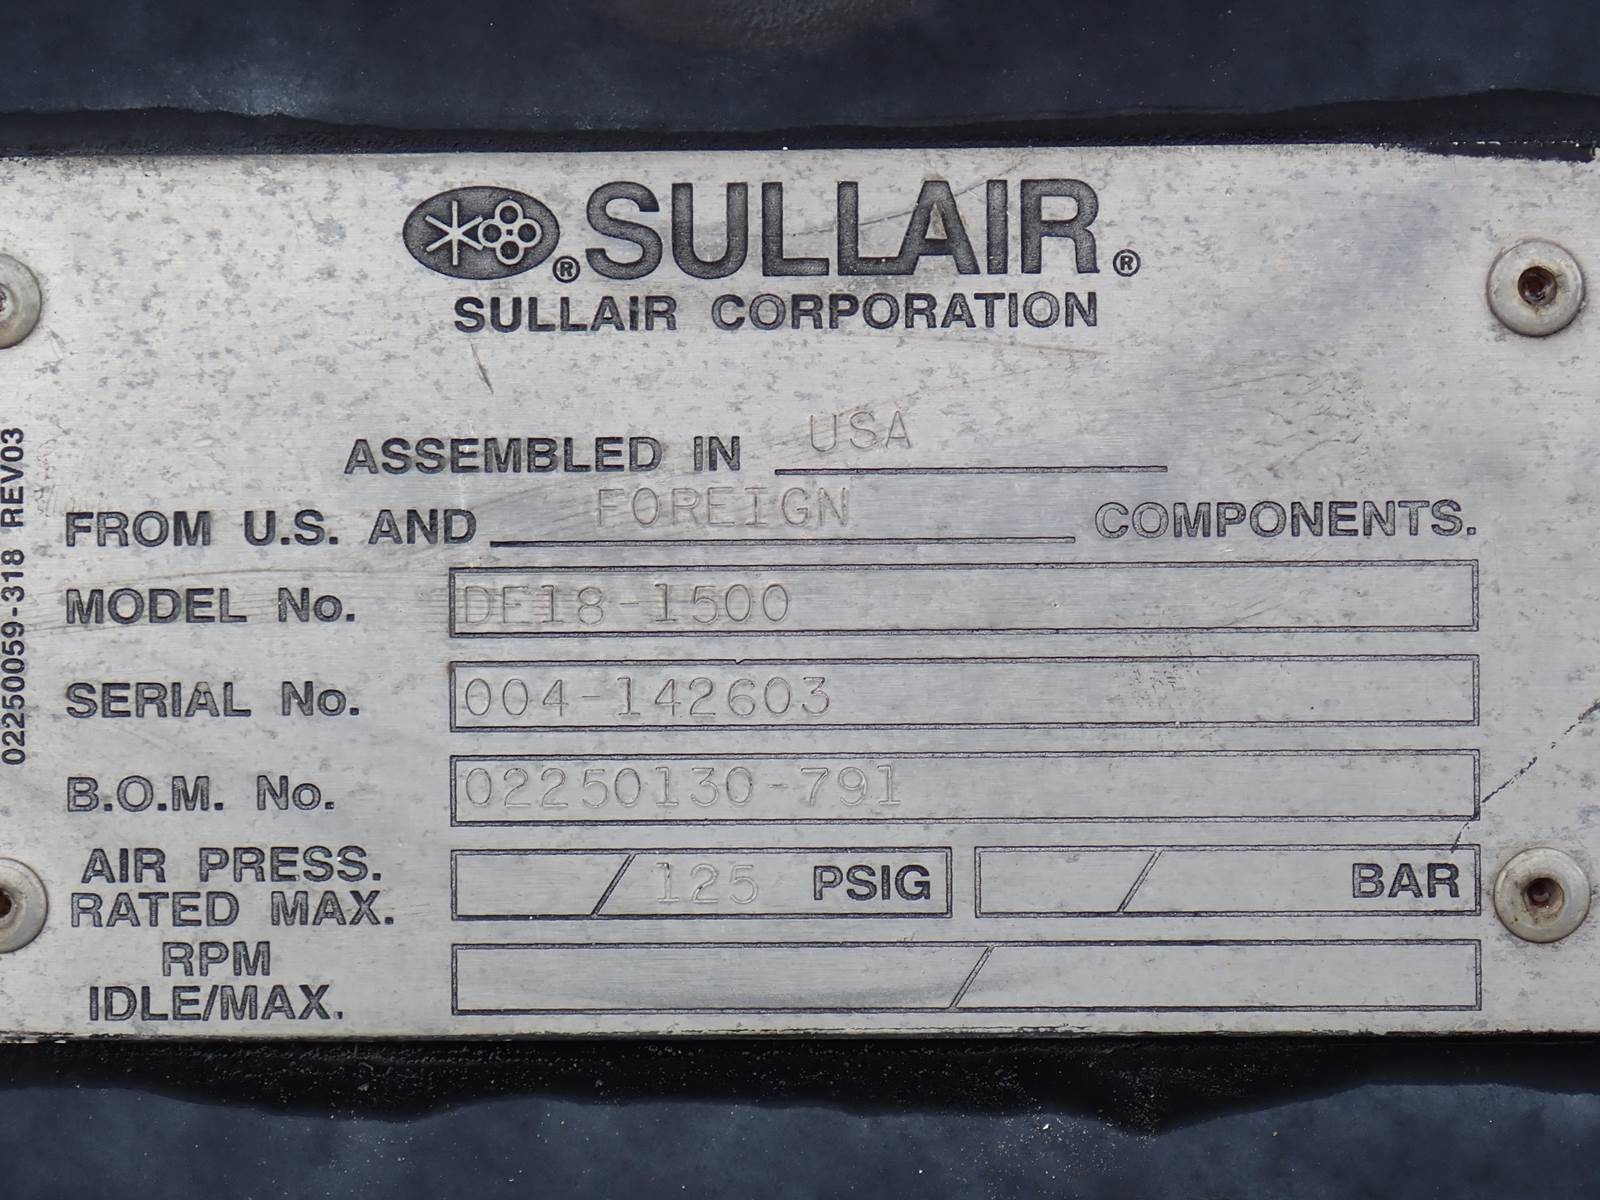 ® SULLAIR ®
SULLAIR CORPORATION
ASSEMBLED IN USA
FROM U.S. AND FOREIGN COMPONENTS.
MODEL No. DF18-1500
SERIAL No. 004-142603
B.O.M. No. 02250130-791
AIR PRESS.
RATED MAX. / 125 PSIG / BAR
RPM
IDLE/MAX. /
02250059-318 REV03